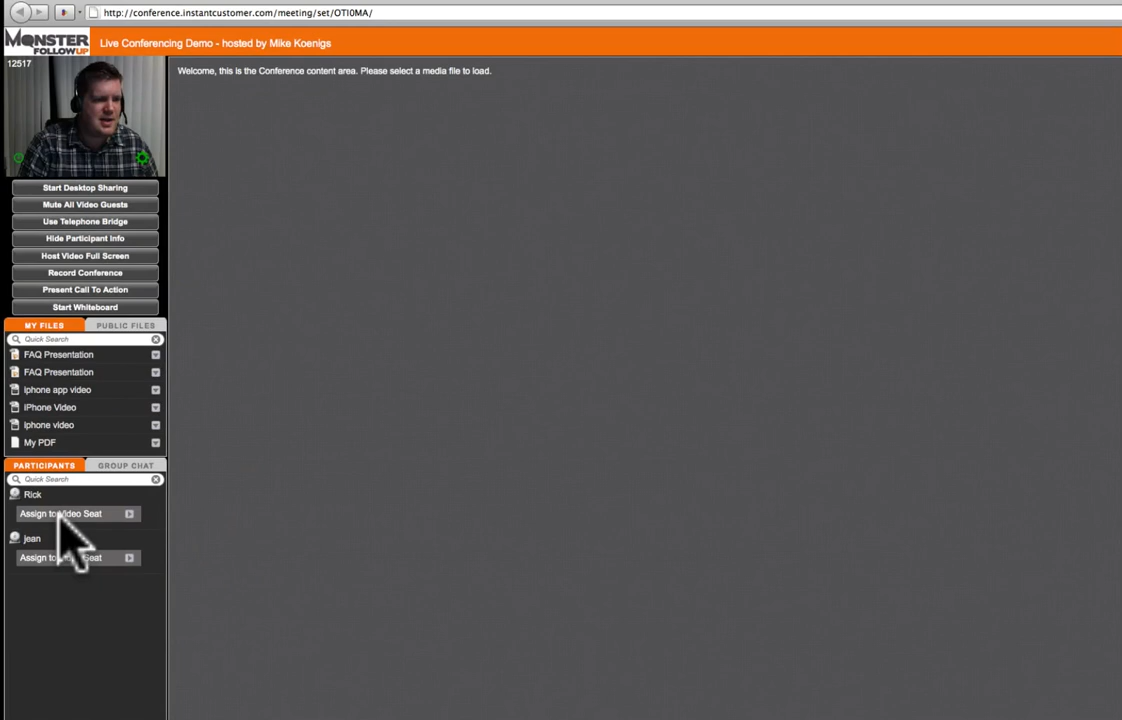 http://conference.instantcustomer.com/meeting/set/OTI0MA/
MONSTER
FOLLOWUP
Live Conferencing Demo - hosted by Mike Koenigs
12517
Welcome, this is the Conference content area. Please select a media file to load.
Start Desktop Sharing
Mute All Video Guests
Use Telephone Bridge
Hide Participant Info
Host Video Full Screen
Record Conference
Present Call To Action
Start Whiteboard
MY FILES PUBLIC FILES
Quick Search
FAQ Presentation
FAQ Presentation
Iphone app video
iPhone Video
Iphone video
My PDF
PARTICIPANTS GROUP CHAT
Quick Search
Rick
Assign to Video Seat
jean
Assign to Seat